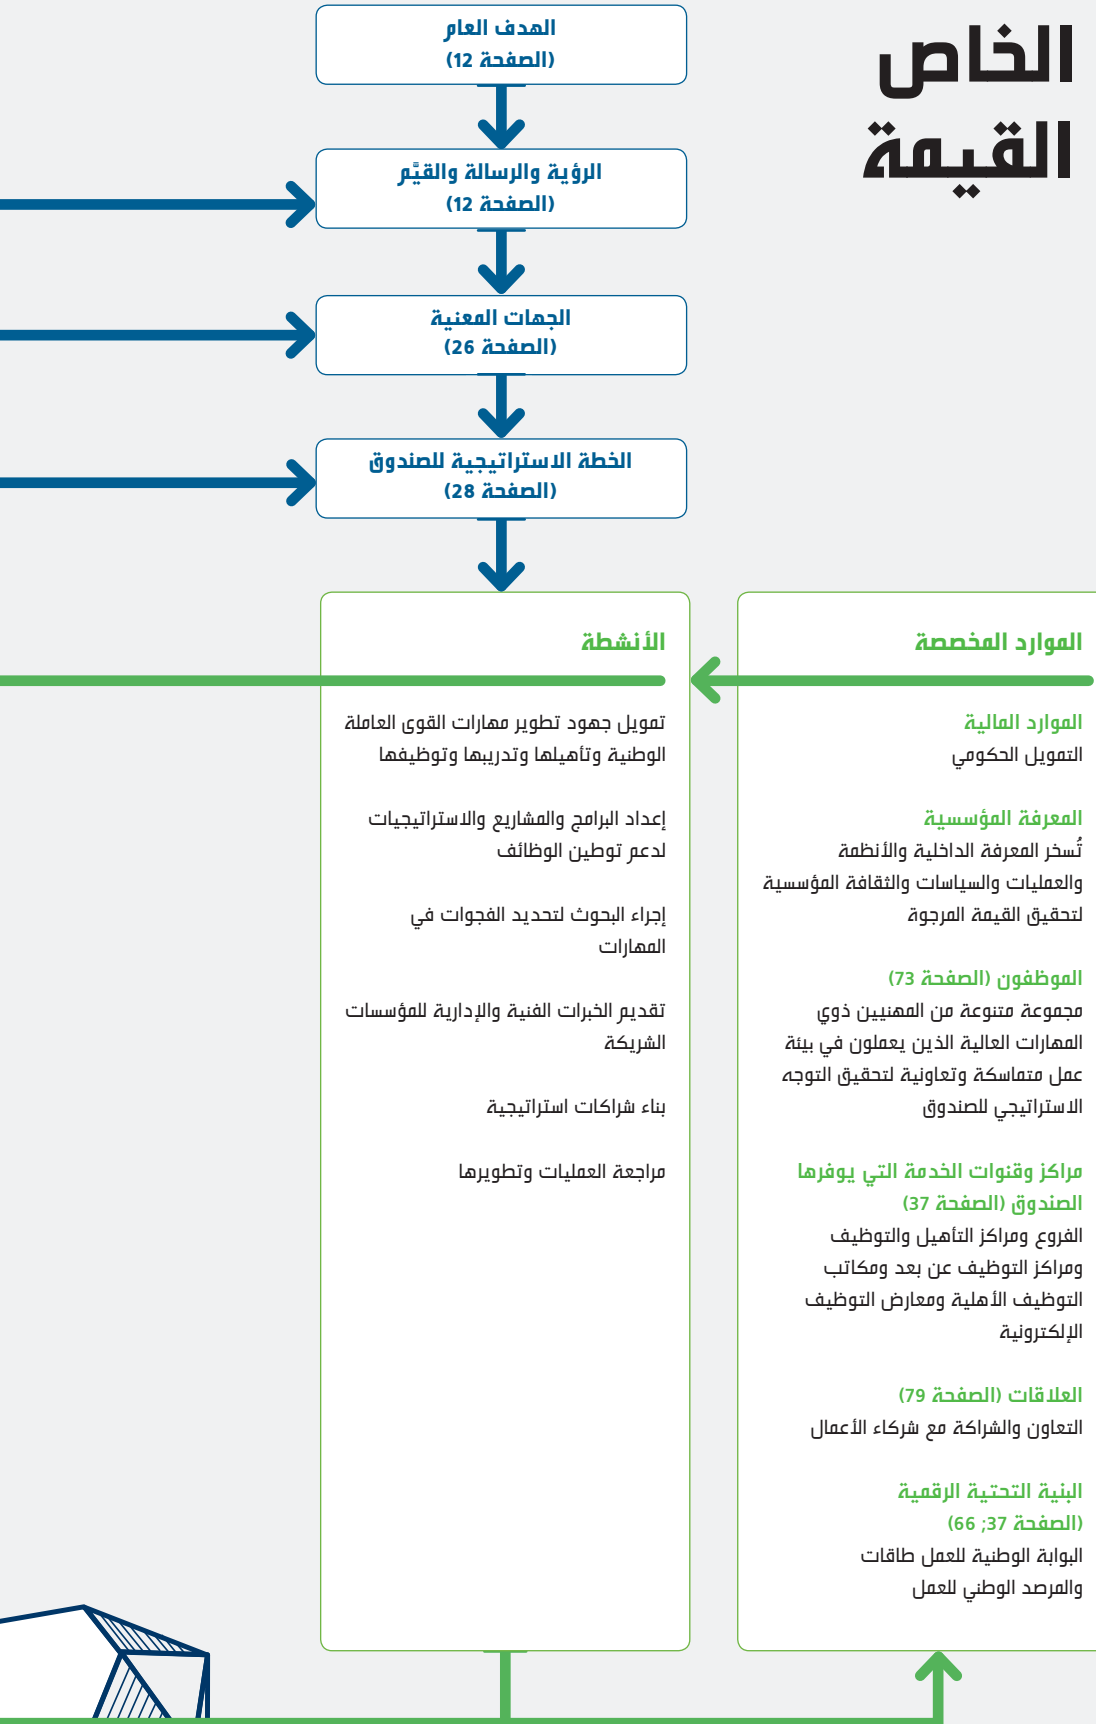 الخاص
القيمة
الهدف العام
(الصفحة 12)
الرؤية والرسالة والقيَّم
(الصفحة 12)
الجهات المعنية
(الصفحة 26)
الخطة الاستراتيجية للصندوق
(الصفحة 28)
الموارد المخصصة
الموارد المالية
التمويل الحكومي
المعرفة المؤسسية
تُسخر المعرفة الداخلية والأنظمة
والعمليات والسياسات والثقافة المؤسسية
لتحقيق القيمة المرجوة
الموظفون (الصفحة 73)
مجموعة متنوعة من المهنيين ذوي
المهارات العالية الذين يعملون في بيئة
عمل متماسكة وتعاونية لتحقيق التوجه
الاستراتيجي للصندوق
مراكز وقنوات الخدمة التي يوفرها
الصندوق (الصفحة 37)
الفروع ومراكز التأهيل والتوظيف
ومراكز التوظيف عن بعد ومكاتب
التوظيف الأهلية ومعارض التوظيف
الإلكترونية
العلاقات (الصفحة 79)
التعاون والشراكة مع شركاء الأعمال
البنية التحتية الرقمية
(الصفحة 37; 66)
البوابة الوطنية للعمل طاقات
والمرصد الوطني للعمل
الأنشطة
تمويل جهود تطوير مهارات القوى العاملة
الوطنية وتأهيلها وتدريبها وتوظيفها
إعداد البرامج والمشاريع والاستراتيجيات
لدعم توطين الوظائف
إجراء البحوث لتحديد الفجوات في
المهارات
تقديم الخبرات الفنية والإدارية للمؤسسات
الشريكة
بناء شراكات استراتيجية
مراجعة العمليات وتطويرها